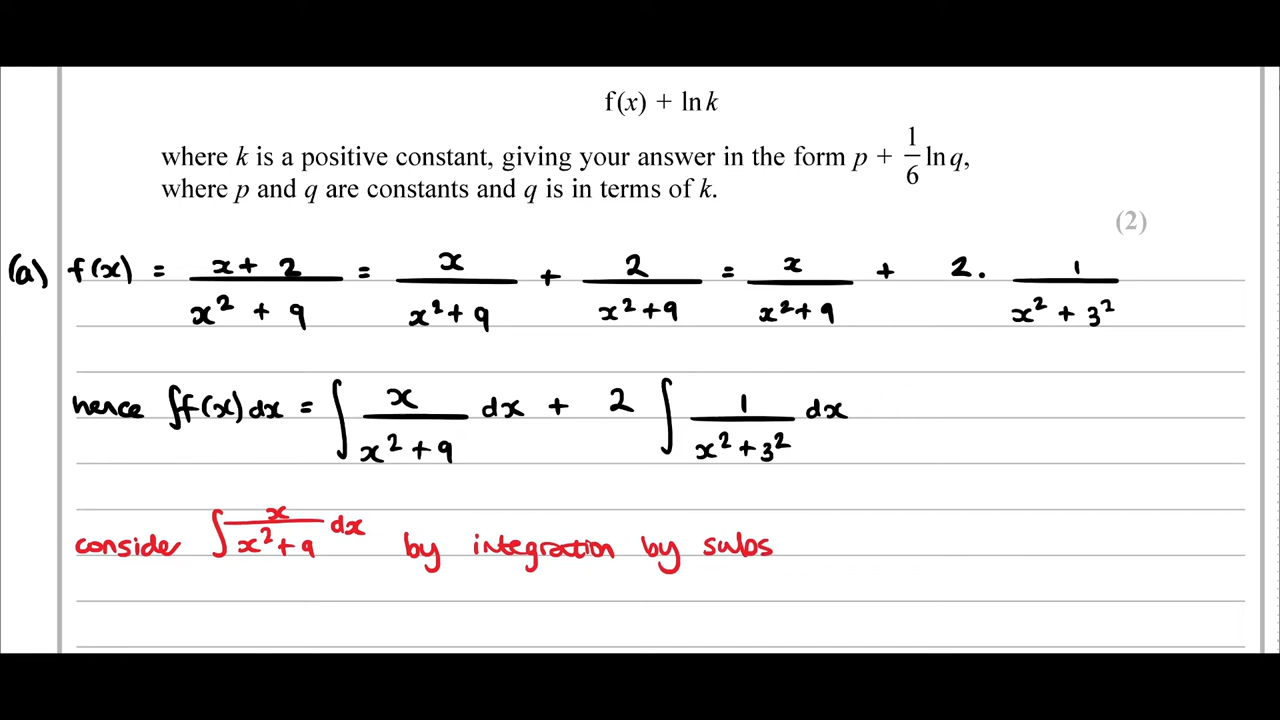 f(x) + ln k
where k is a positive constant, giving your answer in the form p + 1/6 ln q,
where p and q are constants and q is in terms of k.
(2)
(a) f(x) = (x + 2)/(x² + 9) = x/(x² + 9) + 2/(x² + 9) = x/(x² + 9) + 2 · 1/(x² + 3²)
hence ∫f(x) dx = ∫ x/(x² + 9) dx + 2 ∫ 1/(x² + 3²) dx
consider ∫ x/(x² + 9) dx by integration by subs